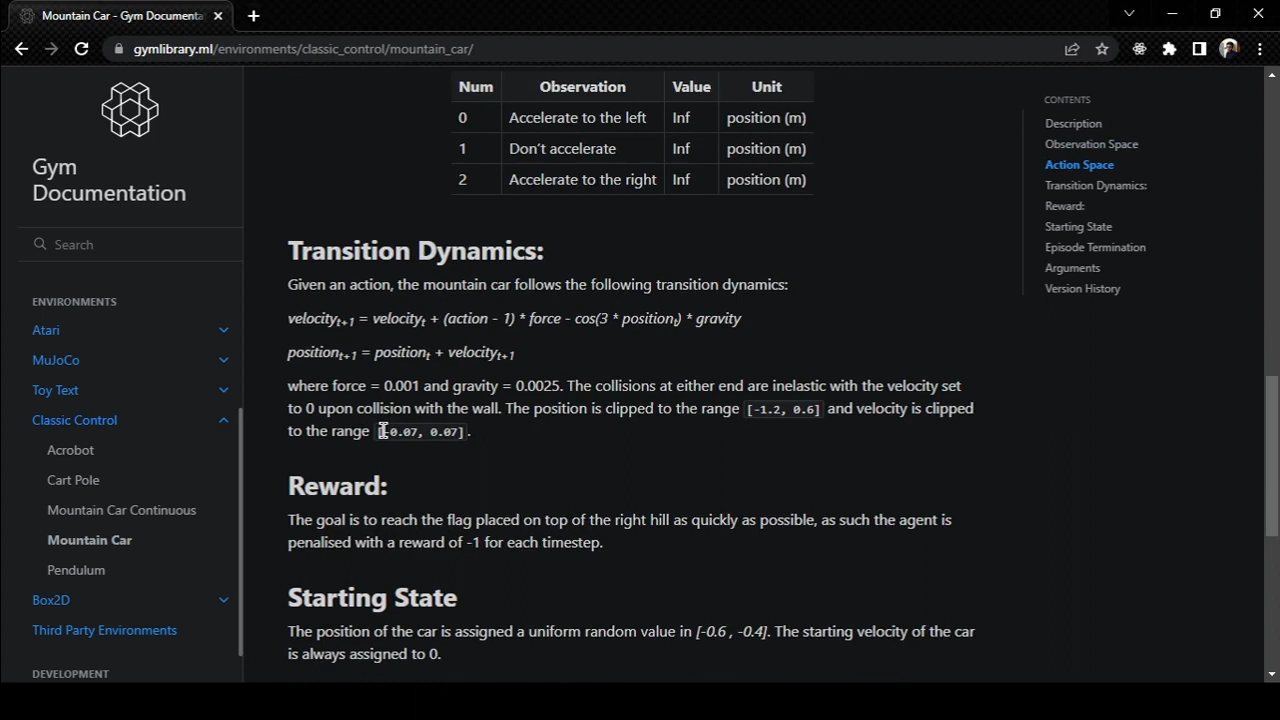 Mountain Car - Gym Documenta
gymlibrary.ml/environments/classic_control/mountain_car/
Gym
Documentation
Search
ENVIRONMENTS
Atari
MuJoCo
Toy Text
Classic Control
Acrobot
Cart Pole
Mountain Car Continuous
Mountain Car
Pendulum
Box2D
Third Party Environments
DEVELOPMENT
Num Observation Value Unit
0 Accelerate to the left Inf position (m)
1 Don't accelerate Inf position (m)
2 Accelerate to the right Inf position (m)
Transition Dynamics:
Given an action, the mountain car follows the following transition dynamics:
velocityt+1 = velocityt + (action - 1) * force - cos(3 * positiont) * gravity
positiont+1 = positiont + velocityt+1
where force = 0.001 and gravity = 0.0025. The collisions at either end are inelastic with the velocity set
to 0 upon collision with the wall. The position is clipped to the range [-1.2, 0.6] and velocity is clipped
to the range [-0.07, 0.07].
Reward:
The goal is to reach the flag placed on top of the right hill as quickly as possible, as such the agent is
penalised with a reward of -1 for each timestep.
Starting State
The position of the car is assigned a uniform random value in [-0.6 , -0.4]. The starting velocity of the car
is always assigned to 0.
CONTENTS
Description
Observation Space
Action Space
Transition Dynamics:
Reward:
Starting State
Episode Termination
Arguments
Version History